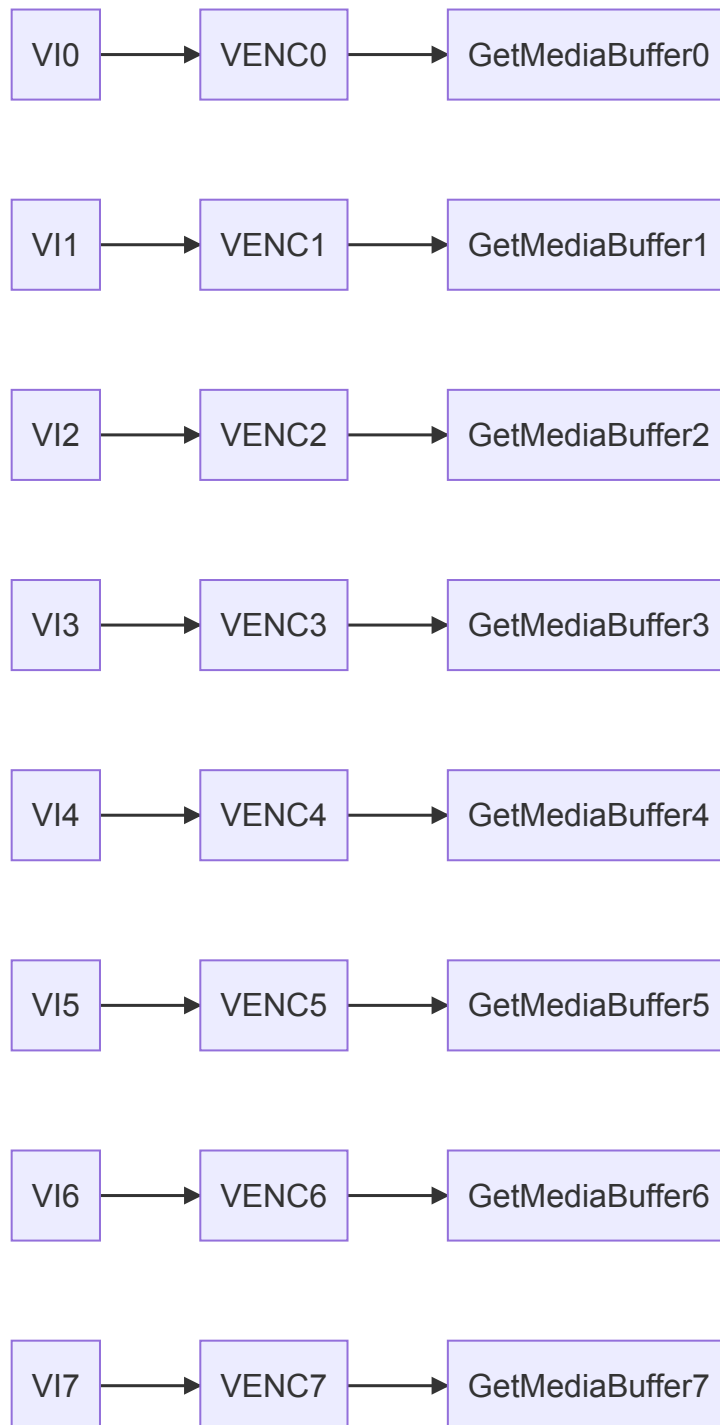 VI0 VENC0 GetMediaBuffer0
VI1 VENC1 GetMediaBuffer1
VI2 VENC2 GetMediaBuffer2
VI3 VENC3 GetMediaBuffer3
VI4 VENC4 GetMediaBuffer4
VI5 VENC5 GetMediaBuffer5
VI6 VENC6 GetMediaBuffer6
VI7 VENC7 GetMediaBuffer7